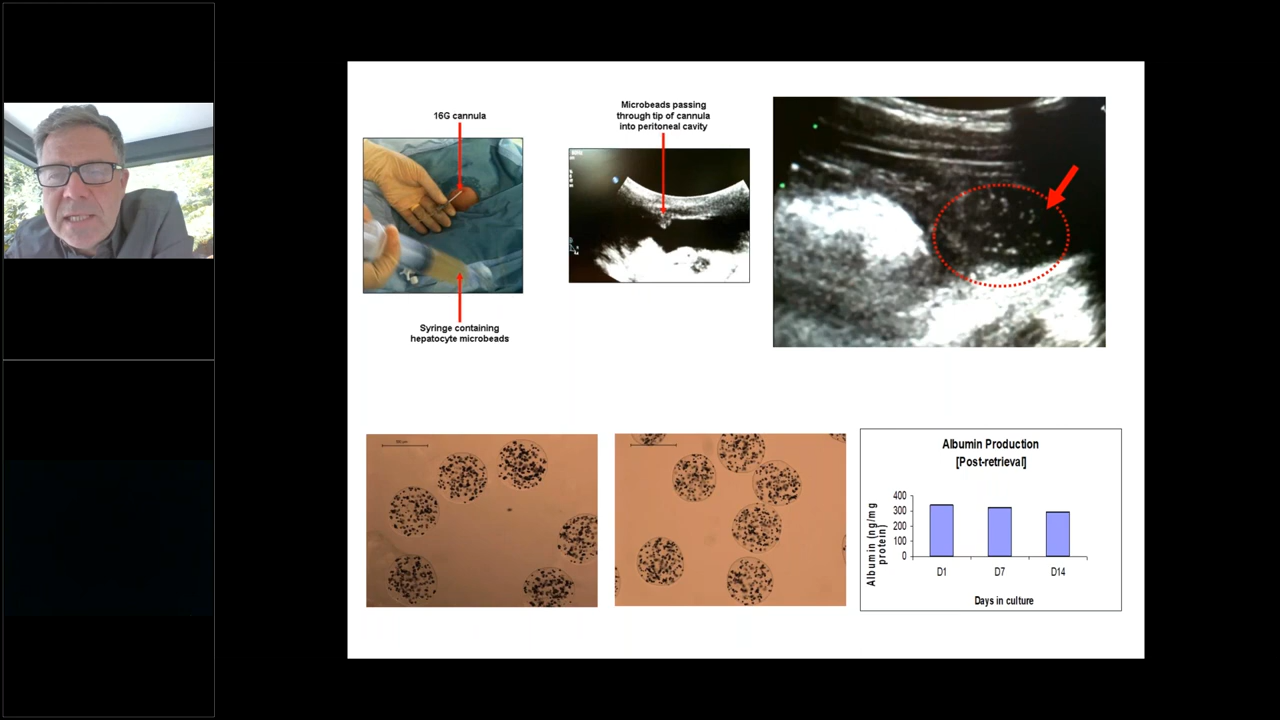 16G cannula
Syringe containing
hepatocyte microbeads
Microbeads passing
through tip of cannula
into peritoneal cavity
Albumin Production
[Post-retrieval]
Albumin (ng/mg
protein)
400
300
200
100
0
D1 D7 D14
Days in culture